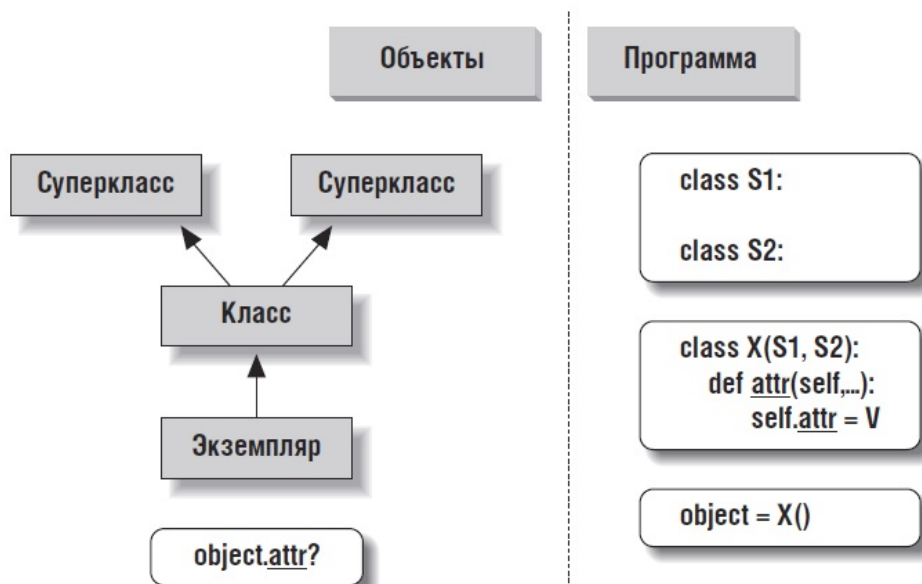 Объекты
Программа
Суперкласс
Суперкласс
Класс
Экземпляр
object.attr?
class S1:
class S2:
class X(S1, S2):
def attr(self,...):
self.attr = V
object = X()